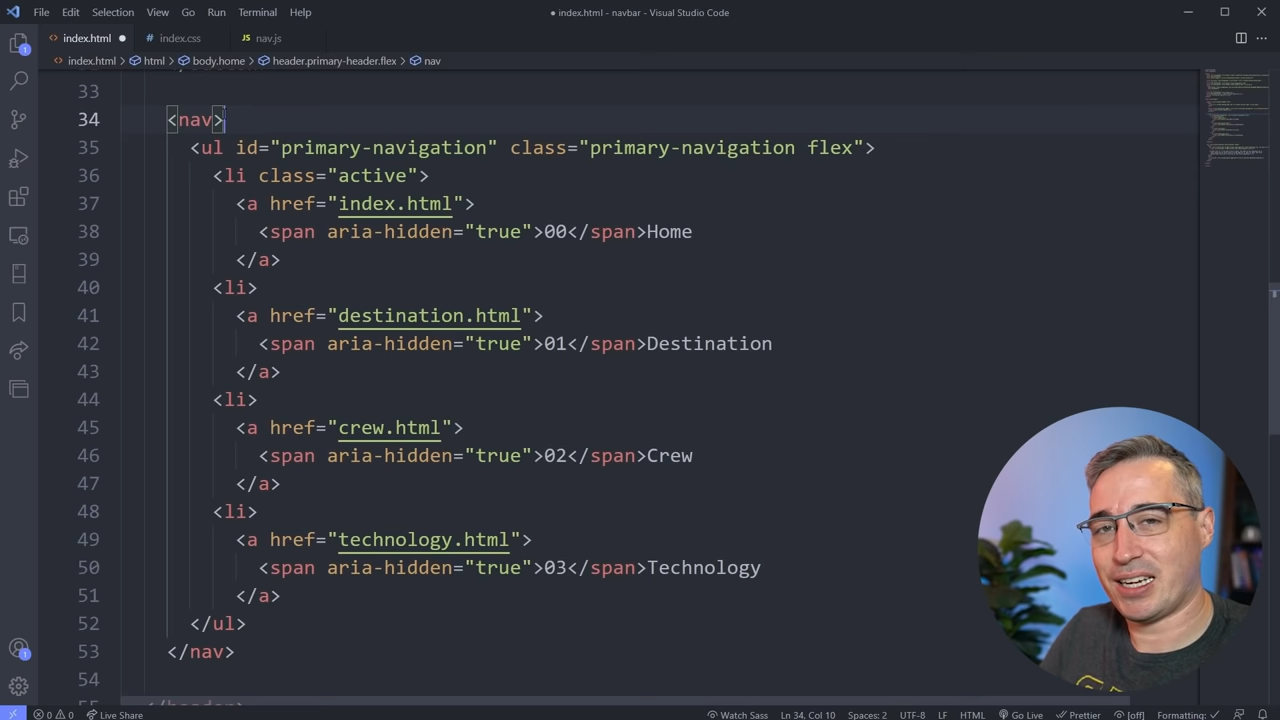 File Edit Selection View Go Run Terminal Help
● index.html - navbar - Visual Studio Code
index.html ● index.css nav.js
index.html > html > body.home > header.primary-header.flex > nav
33
34 <nav>
35 <ul id="primary-navigation" class="primary-navigation flex">
36 <li class="active">
37 <a href="index.html">
38 <span aria-hidden="true">00</span>Home
39 </a>
40 <li>
41 <a href="destination.html">
42 <span aria-hidden="true">01</span>Destination
43 </a>
44 <li>
45 <a href="crew.html">
46 <span aria-hidden="true">02</span>Crew
47 </a>
48 <li>
49 <a href="technology.html">
50 <span aria-hidden="true">03</span>Technology
51 </a>
52 </ul>
53 </nav>
54
55 </header>
1
1
0 0 Live Share Watch Sass Ln 34, Col 10 Spaces: 2 UTF-8 LF HTML Go Live Prettier [off] Formatting: